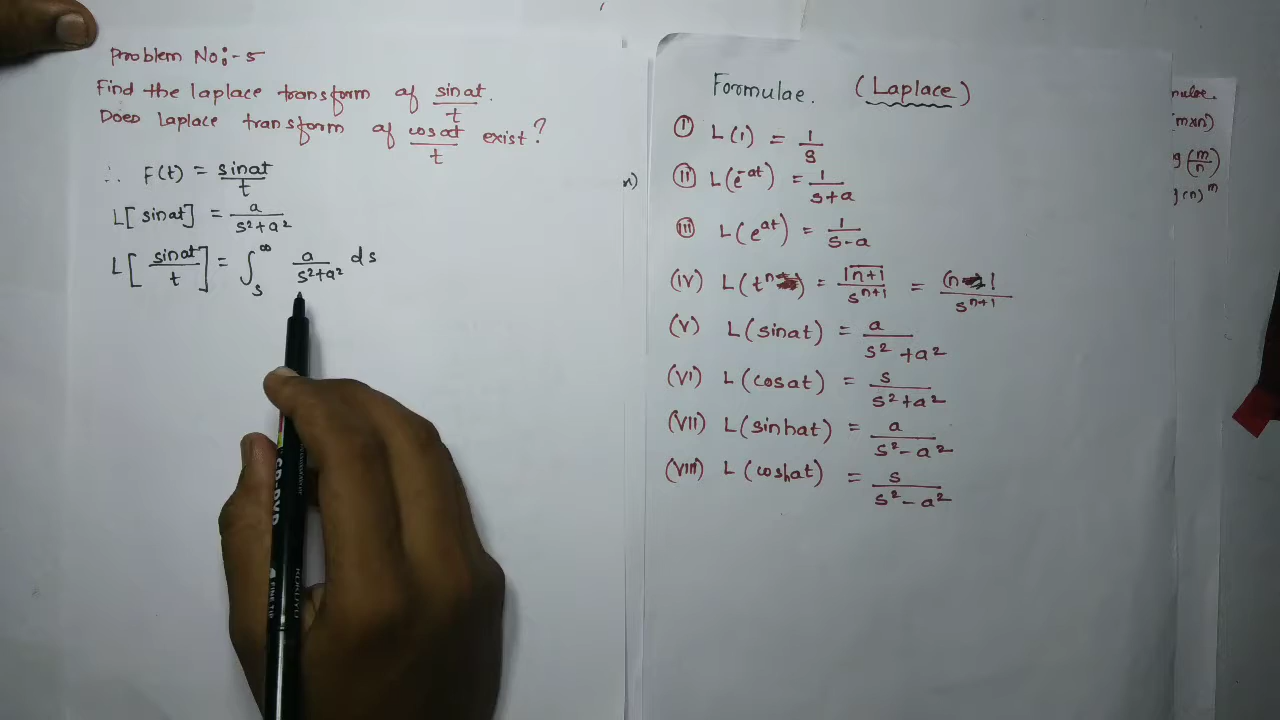 Problem No:-5
Find the laplace transform of sinat/t.
Does Laplace transform of cosat/t exist?
∴ F(t) = sinat/t
L[sinat] = a/s²+a²
L[sinat/t] = ∫ₛ^∞ a/s²+a² ds
Formulae. (Laplace)
(i) L(1) = 1/s
(ii) L(e⁻ᵃᵗ) = 1/s+a
(iii) L(eᵃᵗ) = 1/s-a
(iv) L(tⁿ) = Γn+1/sⁿ⁺¹ = /sⁿ⁺¹
(v) L(sinat) = a/s²+a²
(vi) L(cosat) = s/s²+a²
(vii) L(sinhat) = a/s²-a²
(viii) L(coshat) = s/s²-a²
n)
(m×n)
(m/n)